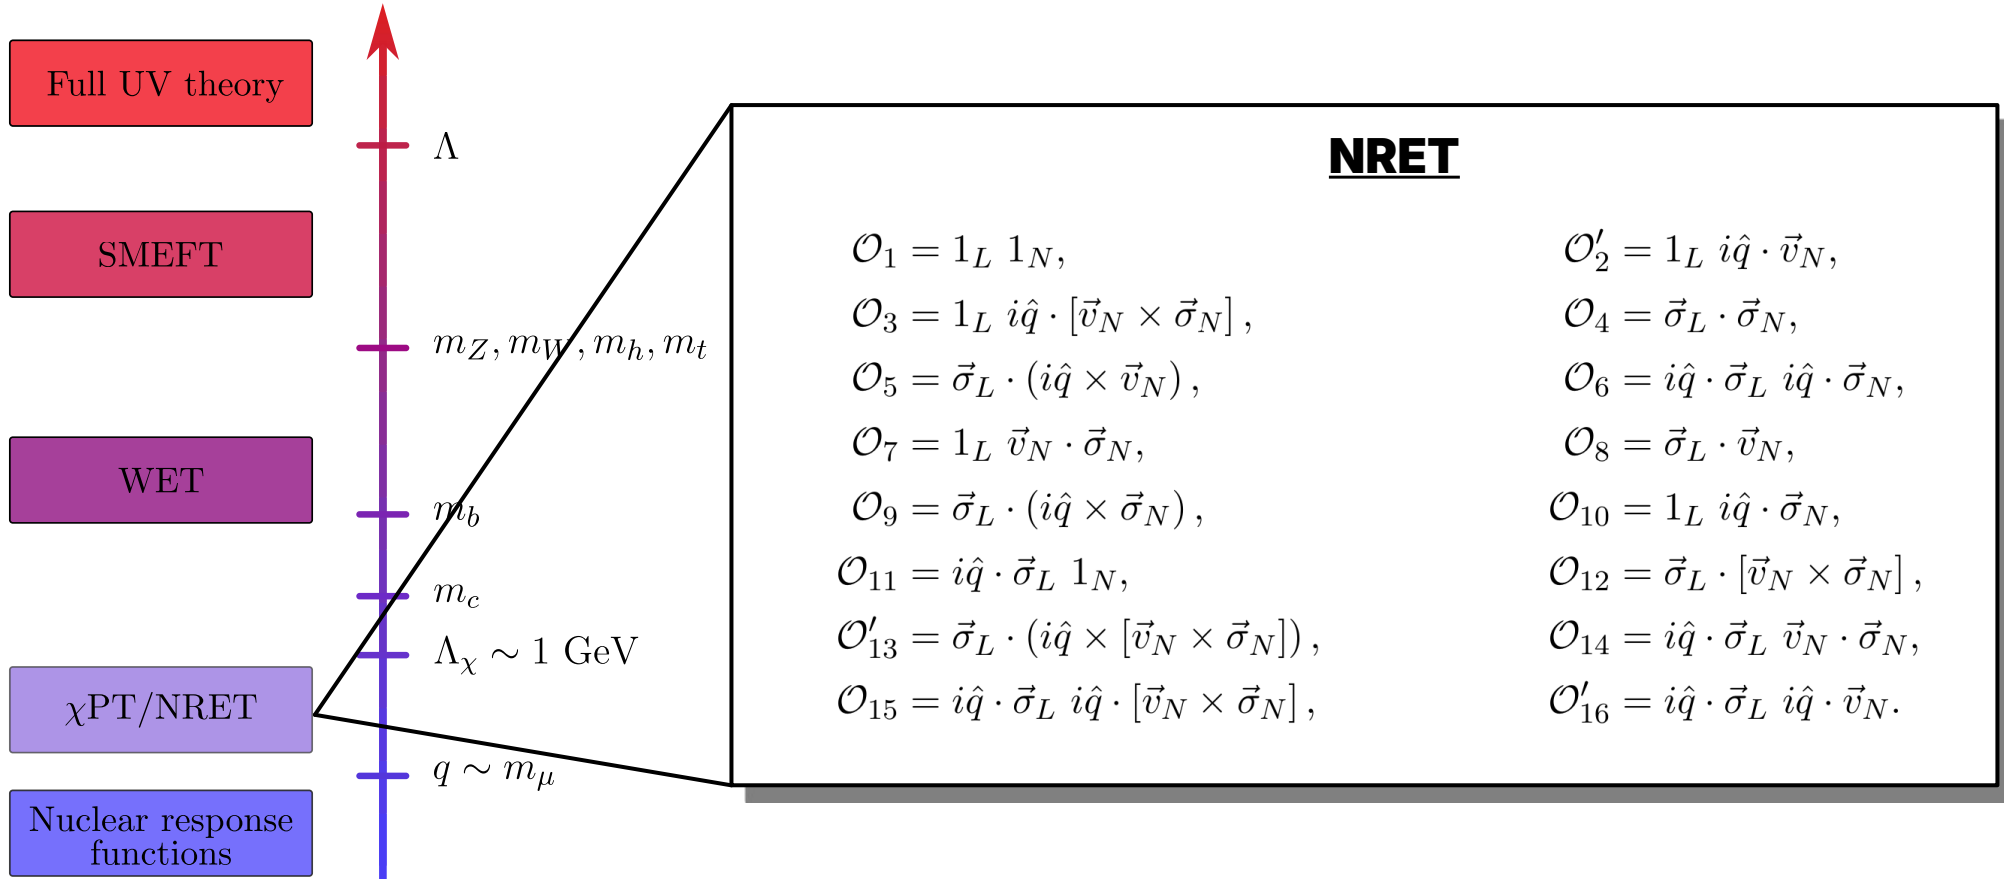 Full UV theory
Λ
SMEFT
m_Z, m_W, m_h, m_t
WET
m_b
m_c
Λ_χ ∼ 1 GeV
χPT/NRET
q ∼ m_μ
Nuclear response
functions
NRET
𝒪_1 = 1_L 1_N,
𝒪′_2 = 1_L iq̂ · v⃗_N,
𝒪_3 = 1_L iq̂ · [v⃗_N × σ⃗_N],
𝒪_4 = σ⃗_L · σ⃗_N,
𝒪_5 = σ⃗_L · (iq̂ × v⃗_N),
𝒪_6 = iq̂ · σ⃗_L iq̂ · σ⃗_N,
𝒪_7 = 1_L v⃗_N · σ⃗_N,
𝒪_8 = σ⃗_L · v⃗_N,
𝒪_9 = σ⃗_L · (iq̂ × σ⃗_N),
𝒪_10 = 1_L iq̂ · σ⃗_N,
𝒪_11 = iq̂ · σ⃗_L 1_N,
𝒪_12 = σ⃗_L · [v⃗_N × σ⃗_N],
𝒪′_13 = σ⃗_L · (iq̂ × [v⃗_N × σ⃗_N]),
𝒪_14 = iq̂ · σ⃗_L v⃗_N · σ⃗_N,
𝒪_15 = iq̂ · σ⃗_L iq̂ · [v⃗_N × σ⃗_N],
𝒪′_16 = iq̂ · σ⃗_L iq̂ · v⃗_N.